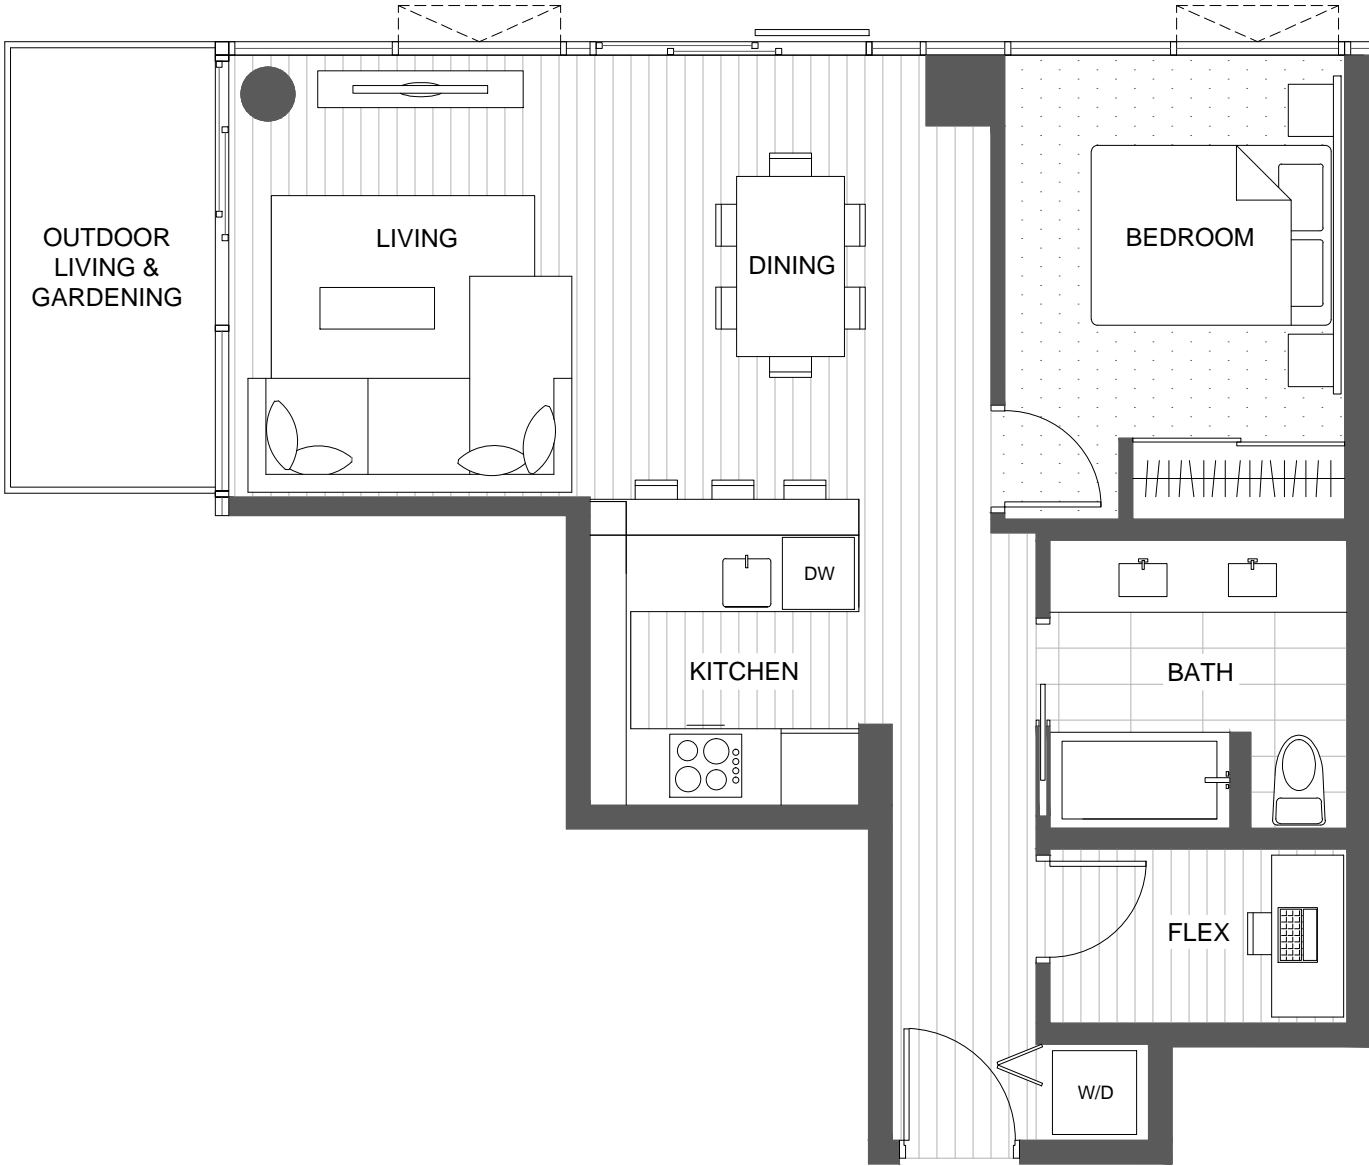 OUTDOOR
LIVING &
GARDENING
LIVING
DINING
BEDROOM
DW
KITCHEN
BATH
FLEX
W/D